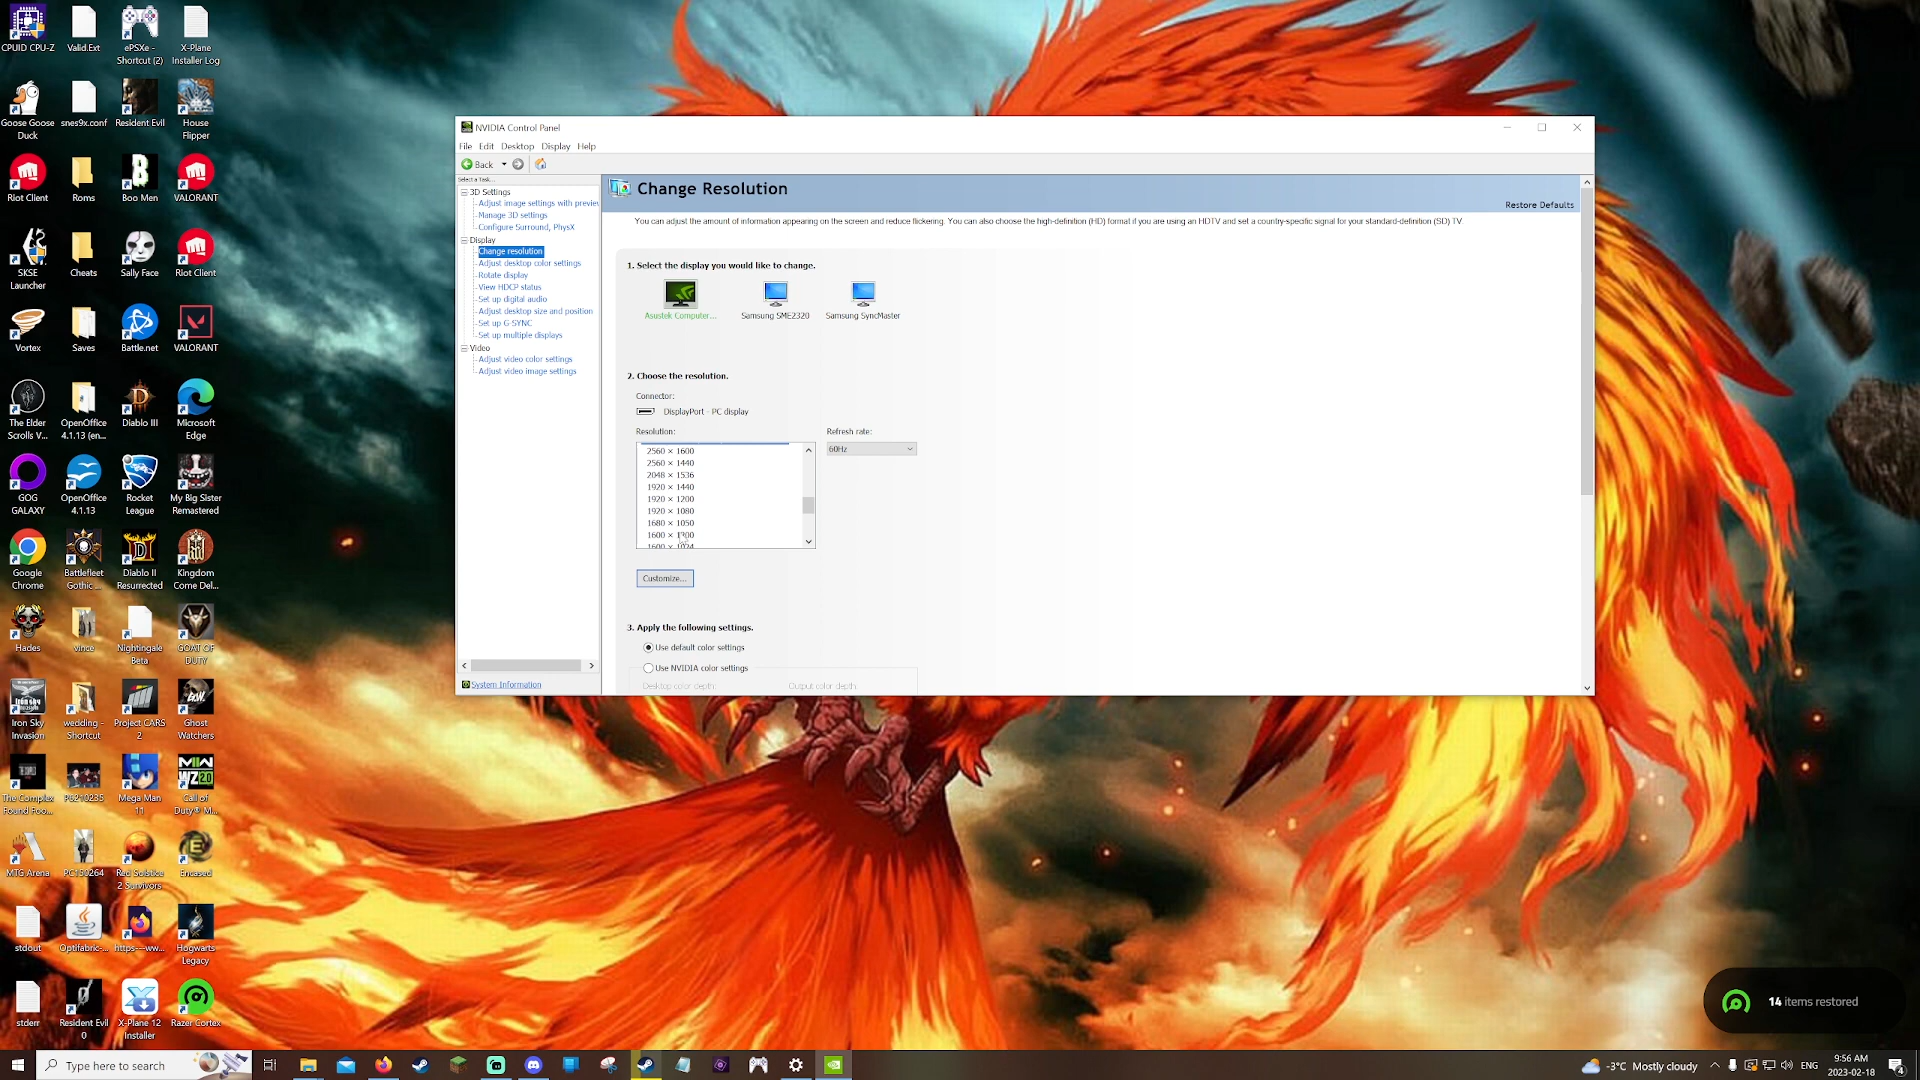 CPUID CPU-Z
Valid.Ext
ePSXe - Shortcut (2)
X-Plane Installer Log
Goose Goose Duck
snes9x.conf
Resident Evil
House Flipper
Riot Client
Roms
Boo Men
VALORANT
SKSE Launcher
Cheats
Sally Face
Riot Client
Vortex
Saves
Battle.net
VALORANT
The Elder Scrolls V...
OpenOffice 4.1.13 (en...
Diablo III
Microsoft Edge
GOG GALAXY
OpenOffice 4.1.13
Rocket League
My Big Sister Remastered
Google Chrome
Battlefleet Gothic ...
Diablo II Resurrected
Kingdom Come Del...
Hades
vince
Nightingale Beta
GOAT OF DUTY
Iron Sky Invasion
wedding - Shortcut
Project CARS 2
Ghost Watchers
The Complex Found Foo...
P6210235
Mega Man 11
Call of Duty® M...
MTG Arena
PC150264
Red Solstice 2 Survivors
Encased
stdout
Optifabric-...
https---ww...
Hogwarts Legacy
stderr
Resident Evil 0
X-Plane 12 Installer
Razer Cortex
NVIDIA Control Panel
File Edit Desktop Display Help
Back
Select a Task...
3D Settings
Adjust image settings with preview
Manage 3D settings
Configure Surround, PhysX
Display
Change resolution
Adjust desktop color settings
Rotate display
View HDCP status
Set up digital audio
Adjust desktop size and position
Set up G-SYNC
Set up multiple displays
Video
Adjust video color settings
Adjust video image settings
System Information
Change Resolution
Restore Defaults
You can adjust the amount of information appearing on the screen and reduce flickering. You can also choose the high-definition (HD) format if you are using an HDTV and set a country-specific signal for your standard-definition (SD) TV.
1. Select the display you would like to change.
Asustek Computer... Samsung SME2320 Samsung SyncMaster
2. Choose the resolution.
Connector:
DisplayPort - PC display
Resolution: Refresh rate:
60Hz
2560 × 1600
2560 × 1440
2048 × 1536
1920 × 1440
1920 × 1200
1920 × 1080
1680 × 1050
1600 × 1200
1600 × 1024
Customize...
3. Apply the following settings.
Use default color settings
Use NVIDIA color settings
Desktop color depth: Output color depth:
14 items restored
Type here to search
-3°C Mostly cloudy
ENG
9:56 AM
2023-02-18
4